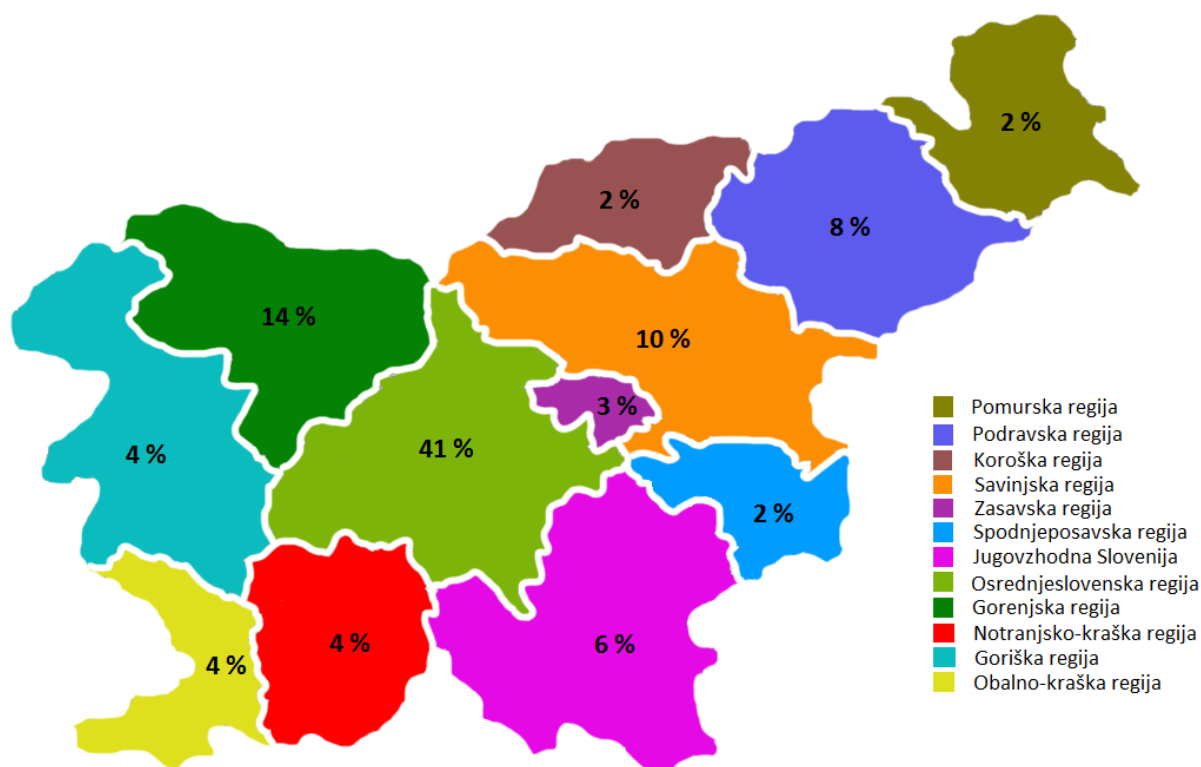 2 %
2 %
8 %
14 %
10 %
3 %
4 %
41 %
2 %
4 %
4 %
6 %
Pomurska regija
Podravska regija
Koroška regija
Savinjska regija
Zasavska regija
Spodnjeposavska regija
Jugovzhodna Slovenija
Osrednjeslovenska regija
Gorenjska regija
Notranjsko-kraška regija
Goriška regija
Obalno-kraška regija